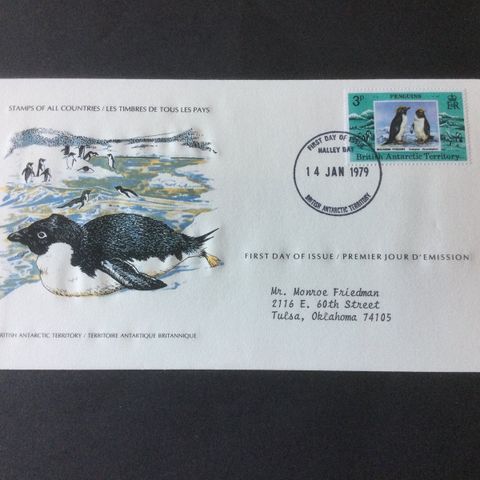 STAMPS OF ALL COUNTRIES / LES TIMBRES DE TOUS LES PAYS
3p PENGUINS E II R
British Antarctic Territory
FIRST DAY OF
HALLEY BAY
14 JAN 1979
BRITISH ANTARCTIC TERRITORY
FIRST DAY OF ISSUE / PREMIER JOUR D'EMISSION
Mr. Monroe Friedman
2116 E. 60th Street
Tulsa, Oklahoma 74105
BRITISH ANTARCTIC TERRITORY / TERRITOIRE ANTARTIQUE BRITANNIQUE